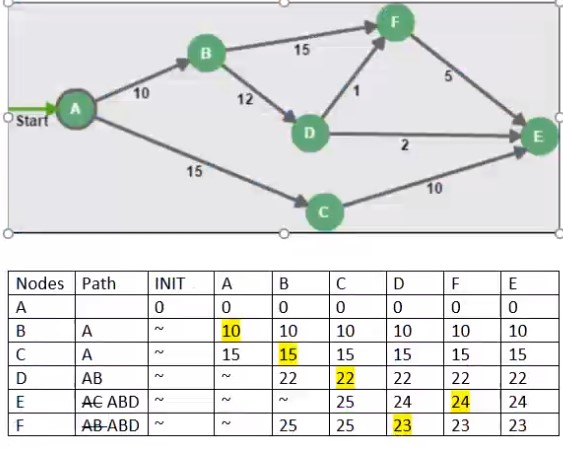 F
B
15
5
10
12
1
Start
A
D
2
E
15
10
C
Nodes Path INIT A B C D F E
A 0 0 0 0 0 0 0
B A ~ 10 10 10 10 10 10
C A ~ 15 15 15 15 15 15
D AB ~ ~ 22 22 22 22 22
E AC ABD ~ ~ ~ 25 24 24 24
F AB ABD ~ ~ 25 25 23 23 23